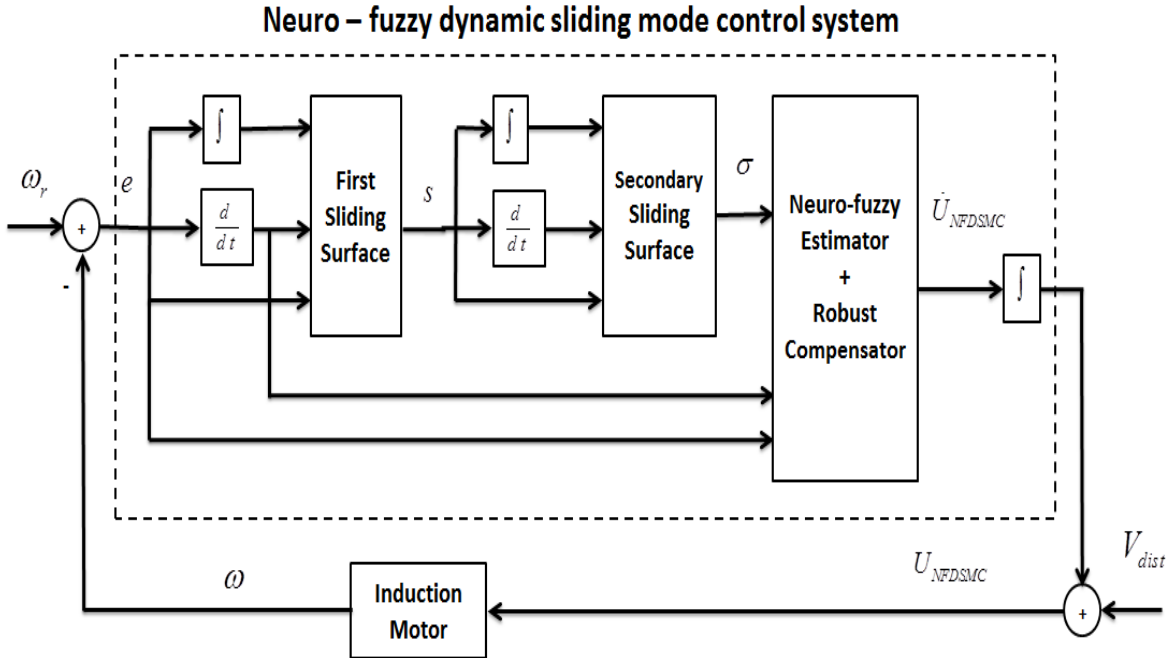 Neuro – fuzzy dynamic sliding mode control system
ω_r
+
-
e
∫
d
dt
First
Sliding
Surface
s
∫
d
dt
Secondary
Sliding
Surface
σ
Neuro-fuzzy
Estimator
+
Robust
Compensator
U̇_NFDSMC
∫
V_dist
+
U_NFDSMC
Induction
Motor
ω